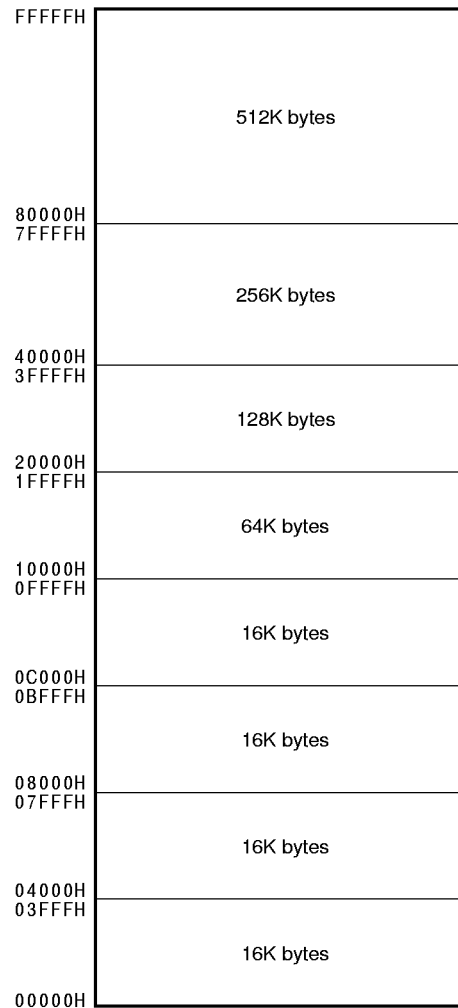 FFFFFH
512K bytes
80000H
7FFFFH
256K bytes
40000H
3FFFFH
128K bytes
20000H
1FFFFH
64K bytes
10000H
0FFFFH
16K bytes
0C000H
0BFFFH
16K bytes
08000H
07FFFH
16K bytes
04000H
03FFFH
16K bytes
00000H